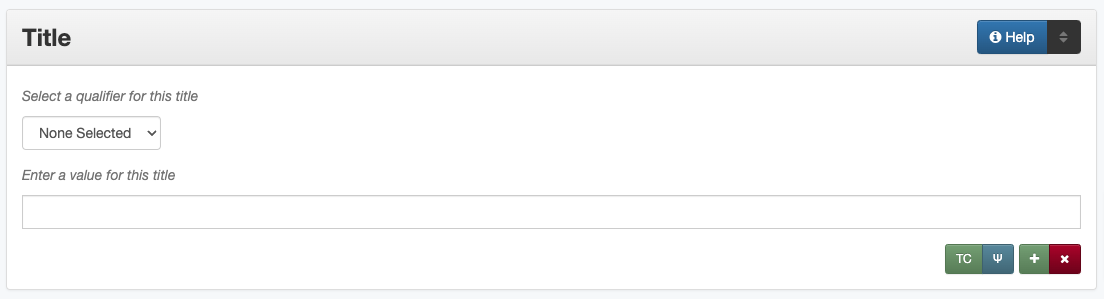 Title
Help
Select a qualifier for this title
None Selected
Enter a value for this title
TC Ψ